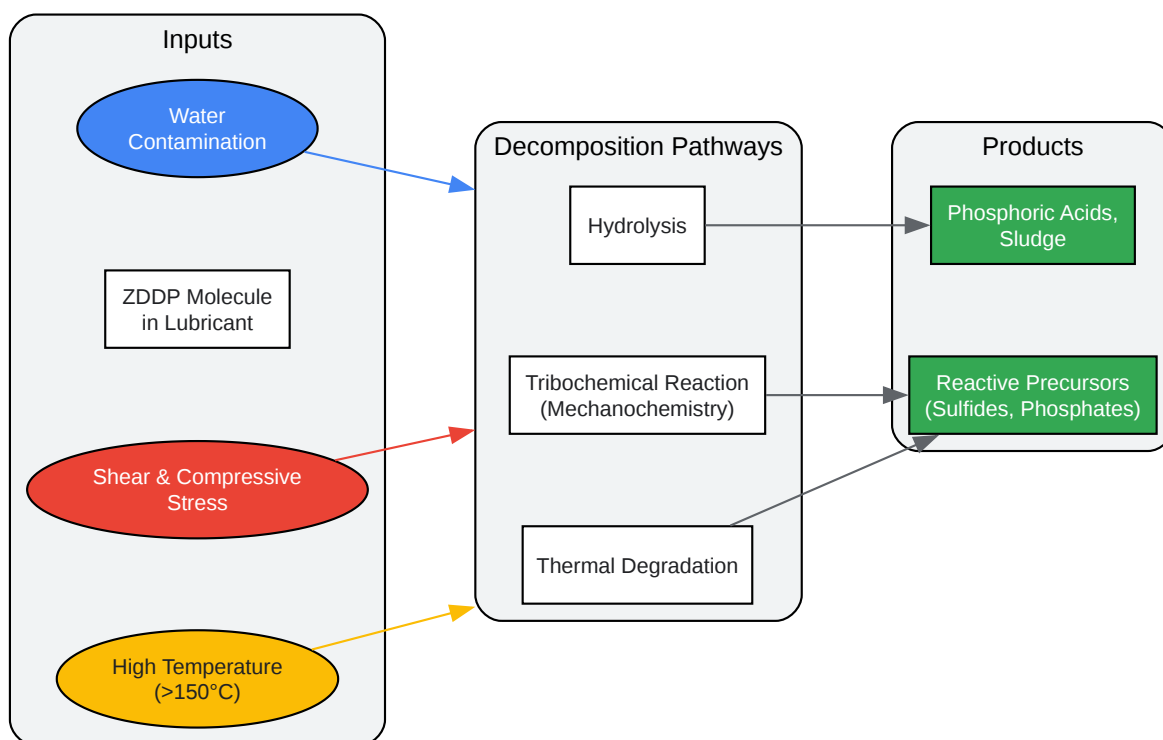 Inputs
Water
Contamination
ZDDP Molecule
in Lubricant
Shear & Compressive
Stress
High Temperature
(>150°C)
Decomposition Pathways
Hydrolysis
Tribochemical Reaction
(Mechanochemistry)
Thermal Degradation
Products
Phosphoric Acids,
Sludge
Reactive Precursors
(Sulfides, Phosphates)